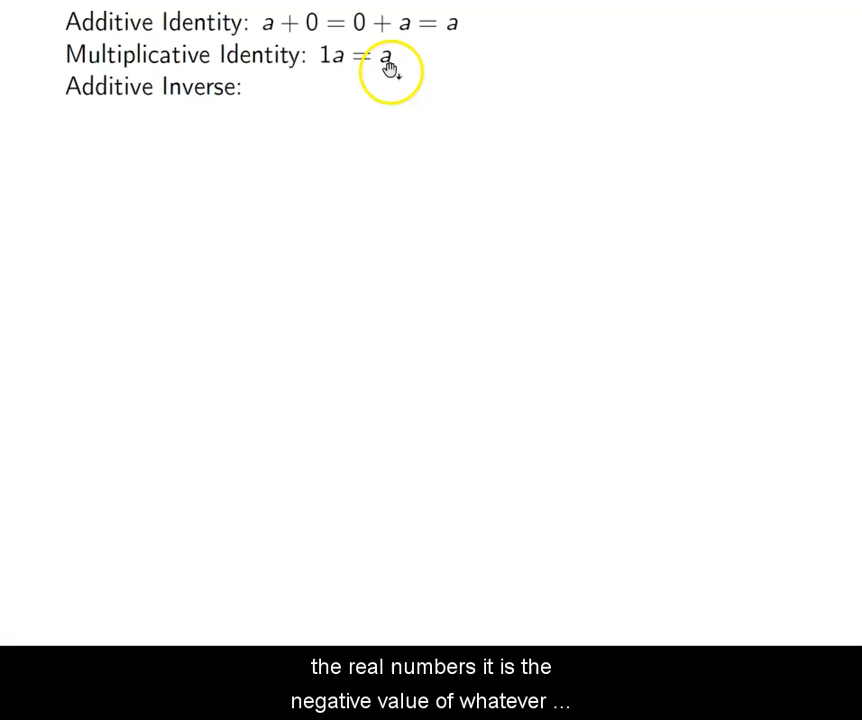 Additive Identity: a + 0 = 0 + a = a
Multiplicative Identity: 1a = a
Additive Inverse:
the real numbers it is the
negative value of whatever ...